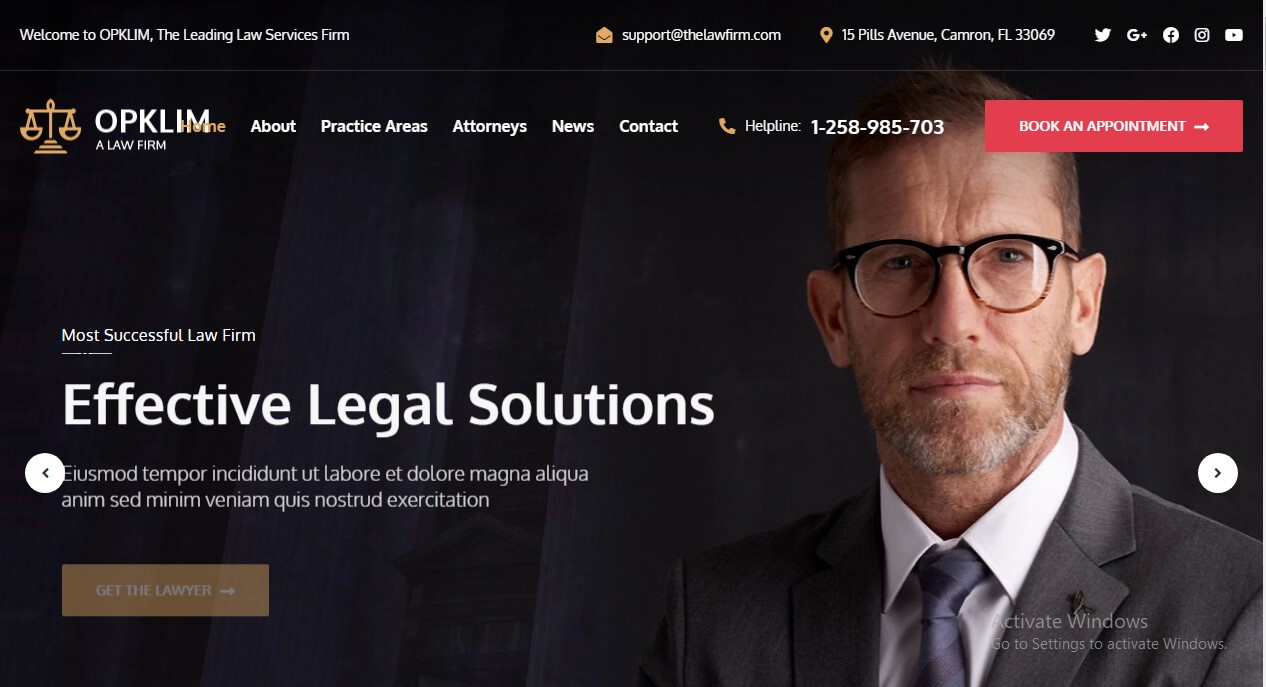 Welcome to OPKLIM, The Leading Law Services Firm
support@thelawfirm.com
15 Pills Avenue, Camron, FL 33069
OPKLIM
A LAW FIRM
Home About Practice Areas Attorneys News Contact
Helpline: 1-258-985-703
BOOK AN APPOINTMENT
Most Successful Law Firm
Effective Legal Solutions
Eiusmod tempor incididunt ut labore et dolore magna aliqua
anim sed minim veniam quis nostrud exercitation
GET THE LAWYER
Activate Windows
Go to Settings to activate Windows.